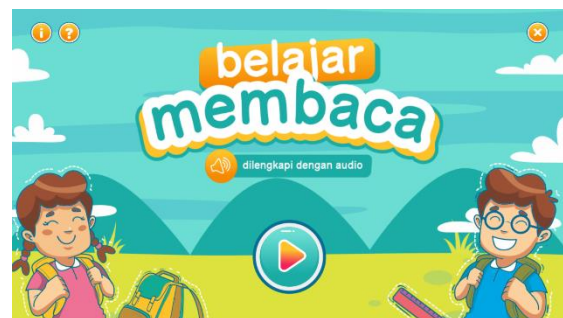 i ?
belajar
membaca
dilengkapi dengan audio